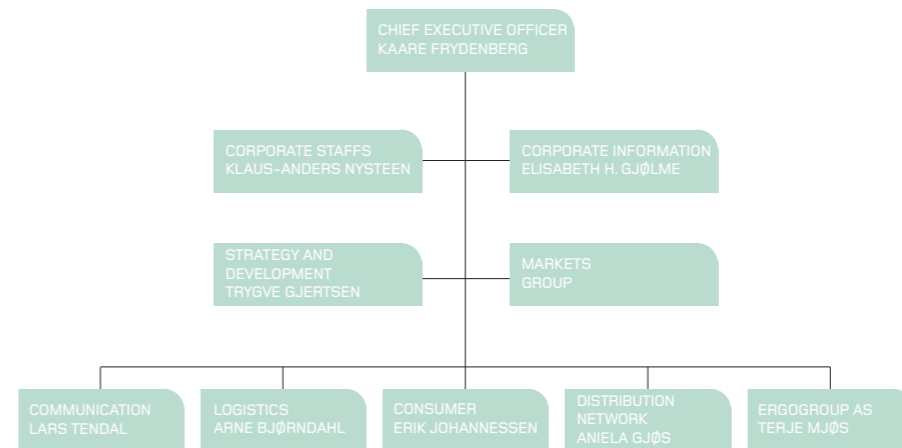 CHIEF EXECUTIVE OFFICER
KAARE FRYDENBERG
CORPORATE STAFFS
KLAUS-ANDERS NYSTEEN
CORPORATE INFORMATION
ELISABETH H. GJØLME
STRATEGY AND
DEVELOPMENT
TRYGVE GJERTSEN
MARKETS
GROUP
COMMUNICATION
LARS TENDAL
LOGISTICS
ARNE BJØRNDAHL
CONSUMER
ERIK JOHANNESSEN
DISTRIBUTION
NETWORK
ANIELA GJØS
ERGOGROUP AS
TERJE MJØS